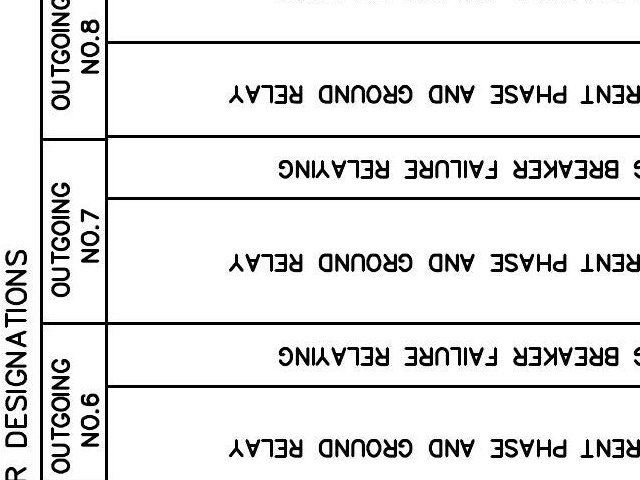 OUTGOING
NO.8
RENT PHASE AND GROUND RELAY
OUTGOING
NO.7
G BREAKER FAILURE RELAYING
RENT PHASE AND GROUND RELAY
OUTGOING
NO.6
G BREAKER FAILURE RELAYING
RENT PHASE AND GROUND RELAY
R DESIGNATIONS